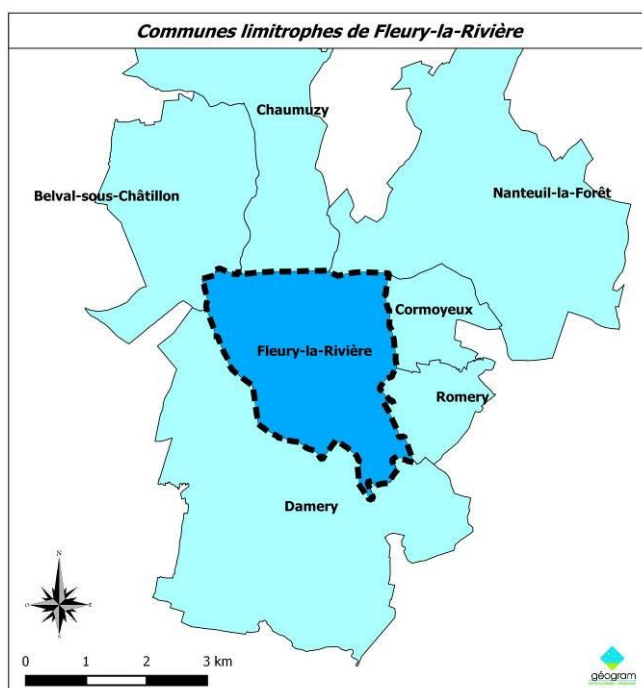 Communes limitrophes de Fleury-la-Rivière
Chaumuzy
Belval-sous-Châtillon
Nanteuil-la-Forêt
Cormoyeux
Fleury-la-Rivière
Romery
Damery
N
O
E
S
0 1 2 3 km
géogram